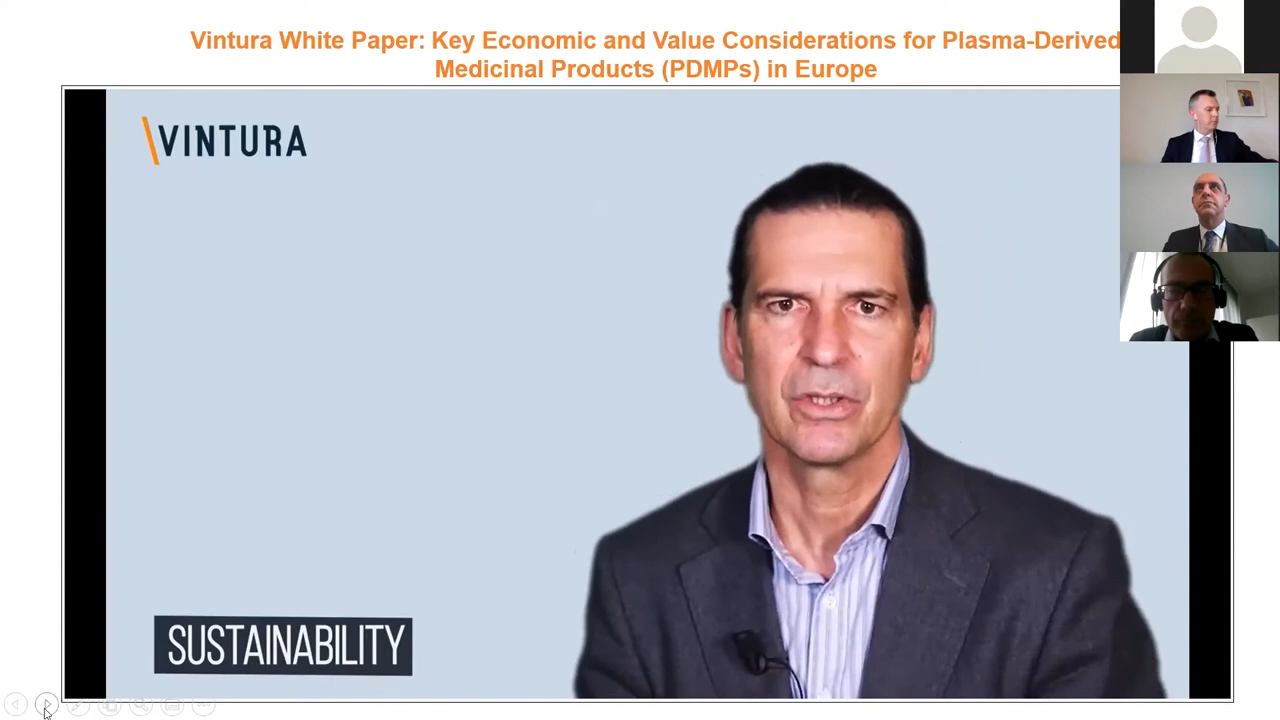 Vintura White Paper: Key Economic and Value Considerations for Plasma-Derived
Medicinal Products (PDMPs) in Europe
VINTURA
SUSTAINABILITY